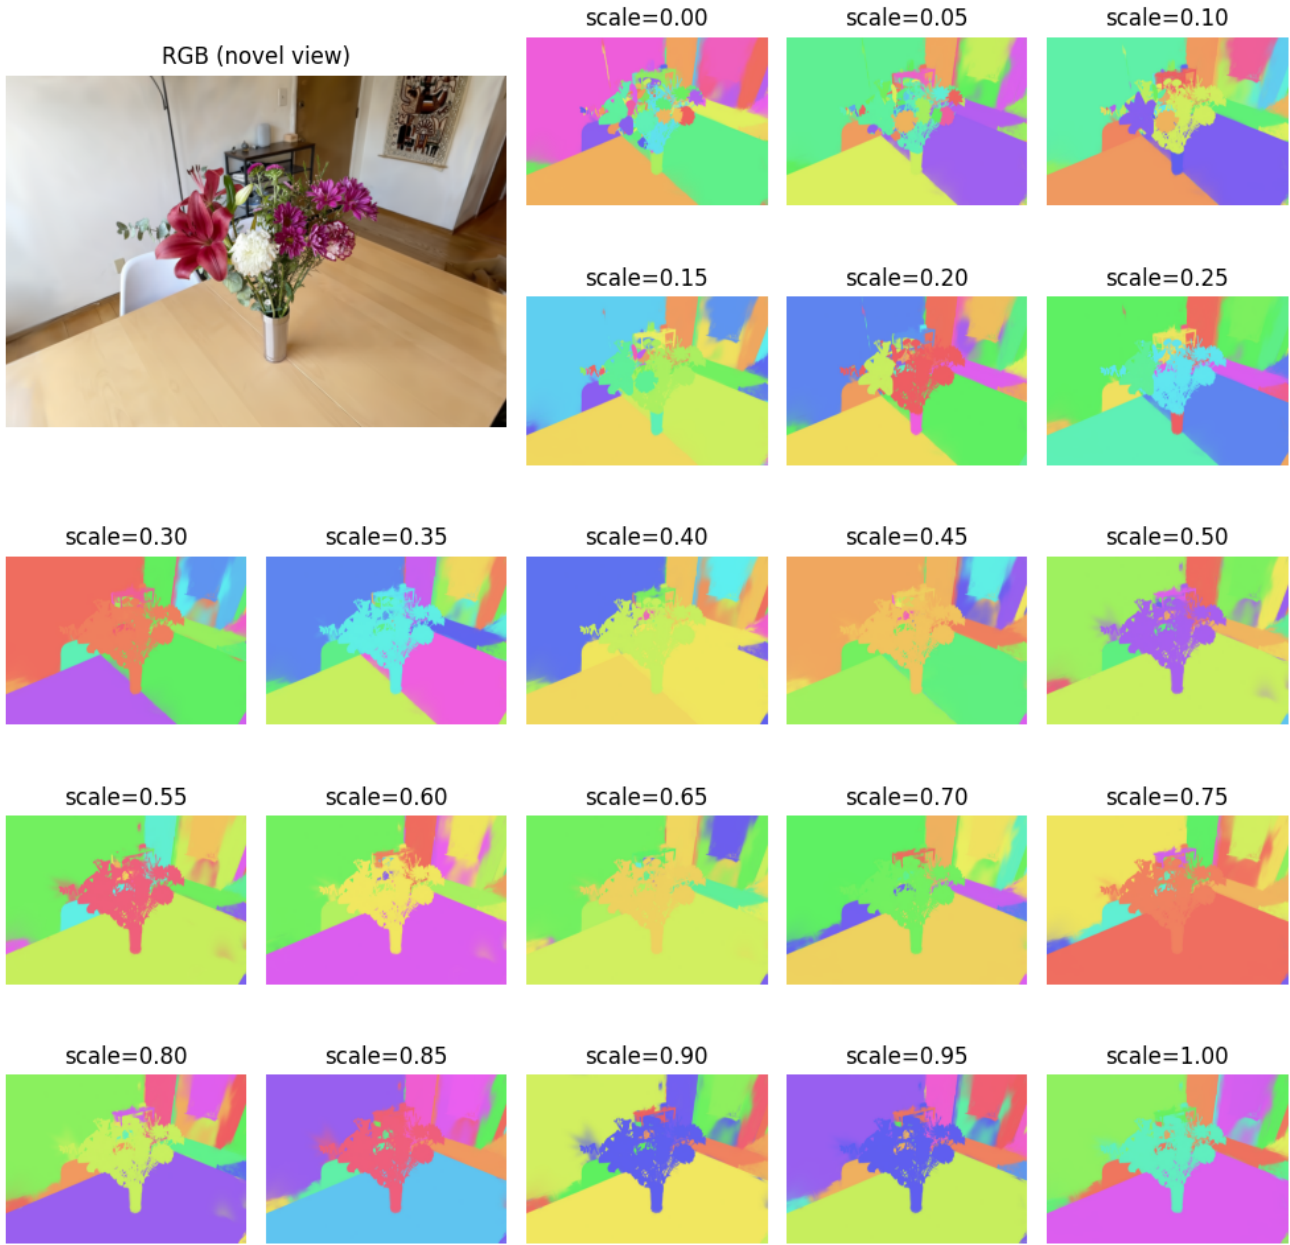 RGB (novel view)
scale=0.00
scale=0.05
scale=0.10
scale=0.15
scale=0.20
scale=0.25
scale=0.30
scale=0.35
scale=0.40
scale=0.45
scale=0.50
scale=0.55
scale=0.60
scale=0.65
scale=0.70
scale=0.75
scale=0.80
scale=0.85
scale=0.90
scale=0.95
scale=1.00